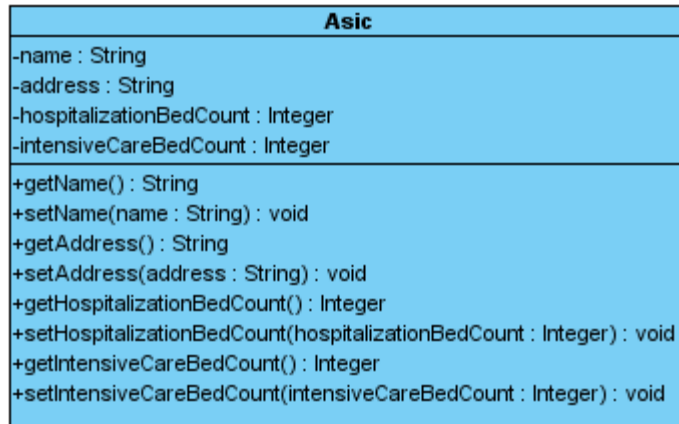 Asic
-name : String
-address : String
-hospitalizationBedCount : Integer
-intensiveCareBedCount : Integer
+getName() : String
+setName(name : String) : void
+getAddress() : String
+setAddress(address : String) : void
+getHospitalizationBedCount() : Integer
+setHospitalizationBedCount(hospitalizationBedCount : Integer) : void
+getIntensiveCareBedCount() : Integer
+setIntensiveCareBedCount(intensiveCareBedCount : Integer) : void